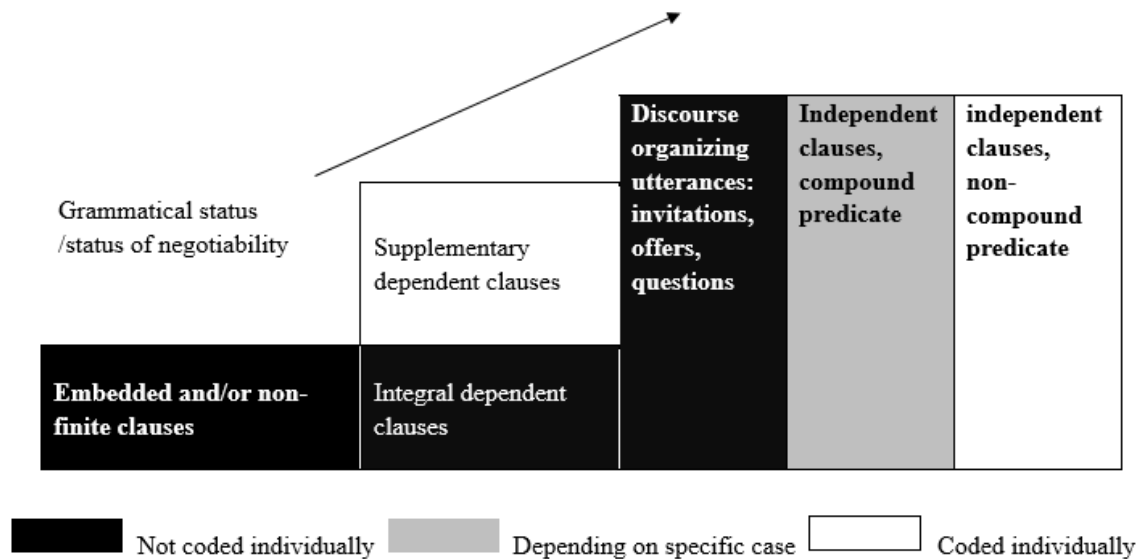 Grammatical status
/status of negotiability
Embedded and/or non-
finite clauses
Supplementary
dependent clauses
Integral dependent
clauses
Discourse
organizing
utterances:
invitations,
offers,
questions
Independent
clauses,
compound
predicate
independent
clauses,
non-
compound
predicate
Not coded individually
Depending on specific case
Coded individually